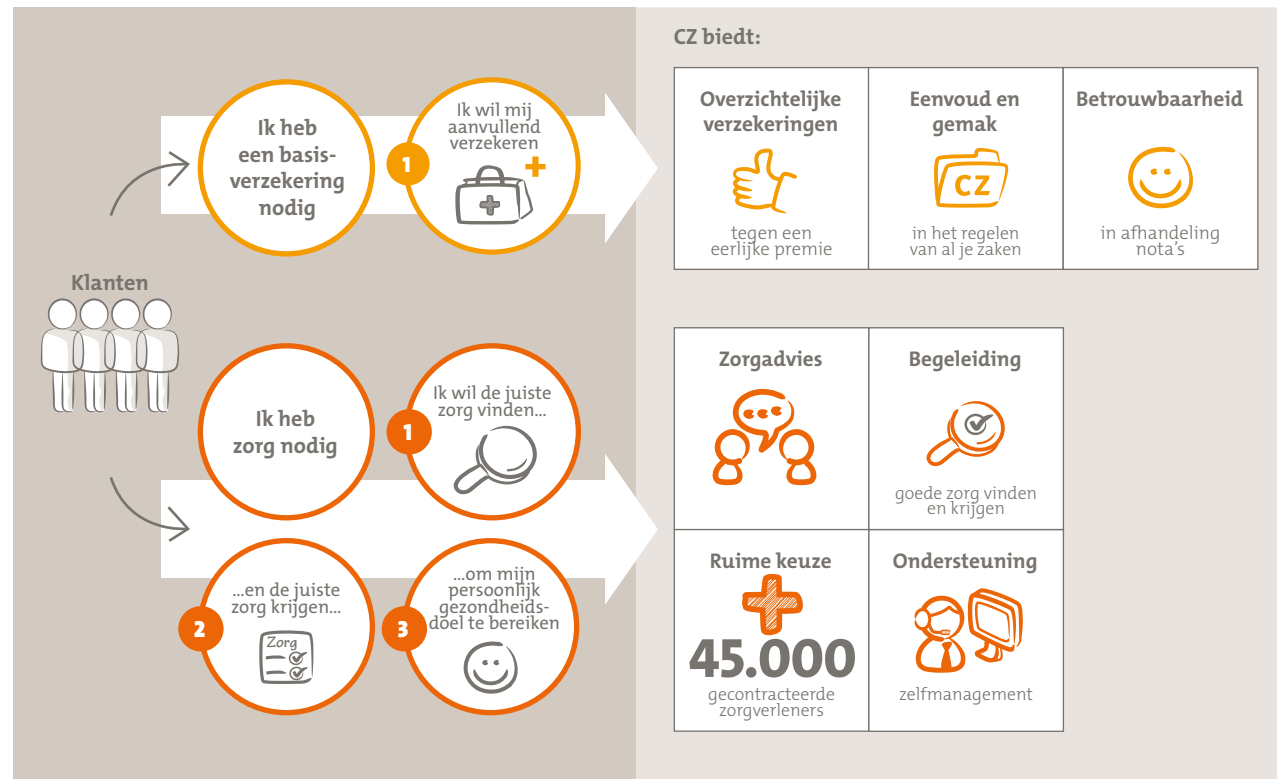 CZ biedt:
Klanten
Ik heb
een basis-
verzekering
nodig
1
Ik wil mij
aanvullend
verzekeren
Overzichtelijke
verzekeringen
tegen een
eerlijke premie
Eenvoud en
gemak
CZ
in het regelen
van al je zaken
Betrouwbaarheid
in afhandeling
nota's
Ik heb
zorg nodig
1
Ik wil de juiste
zorg vinden...
2
...en de juiste
zorg krijgen...
Zorg
3
...om mijn
persoonlijk
gezondheids-
doel te bereiken
Zorgadvies
Begeleiding
goede zorg vinden
en krijgen
Ruime keuze
45.000
gecontracteerde
zorgverleners
Ondersteuning
zelfmanagement